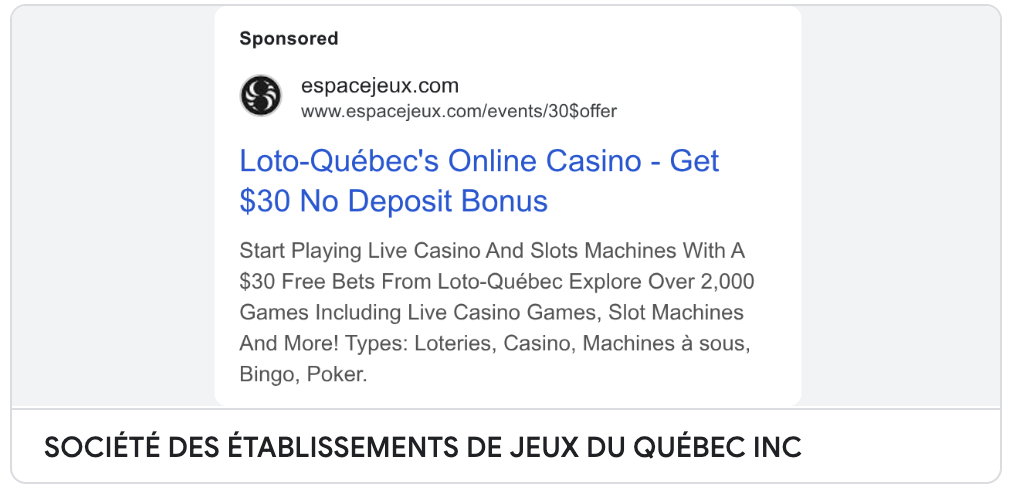 Sponsored
espacejeux.com
www.espacejeux.com/events/30$offer
Loto-Québec's Online Casino - Get
$30 No Deposit Bonus
Start Playing Live Casino And Slots Machines With A
$30 Free Bets From Loto-Québec Explore Over 2,000
Games Including Live Casino Games, Slot Machines
And More! Types: Loteries, Casino, Machines à sous,
Bingo, Poker.
SOCIÉTÉ DES ÉTABLISSEMENTS DE JEUX DU QUÉBEC INC